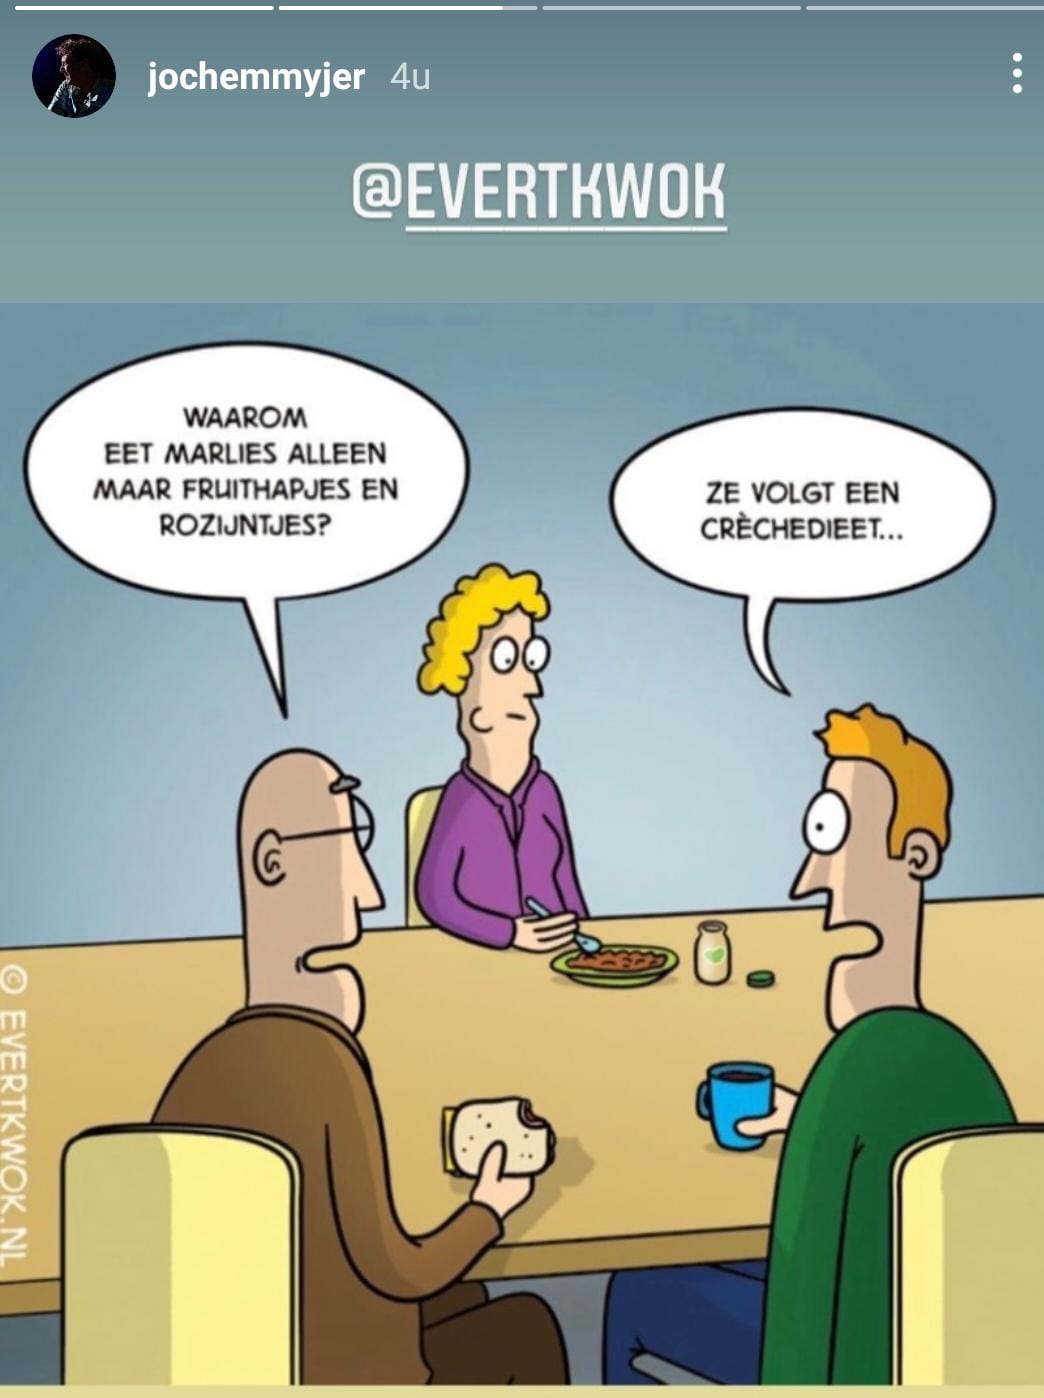 jochemmyjer 4u
@EVERTKWOK
WAAROM
EET MARLIES ALLEEN
MAAR FRUITHAPJES EN
ROZIJNTJES?
ZE VOLGT EEN
CRÈCHEDIEET...
© EVERTKWOK.NL